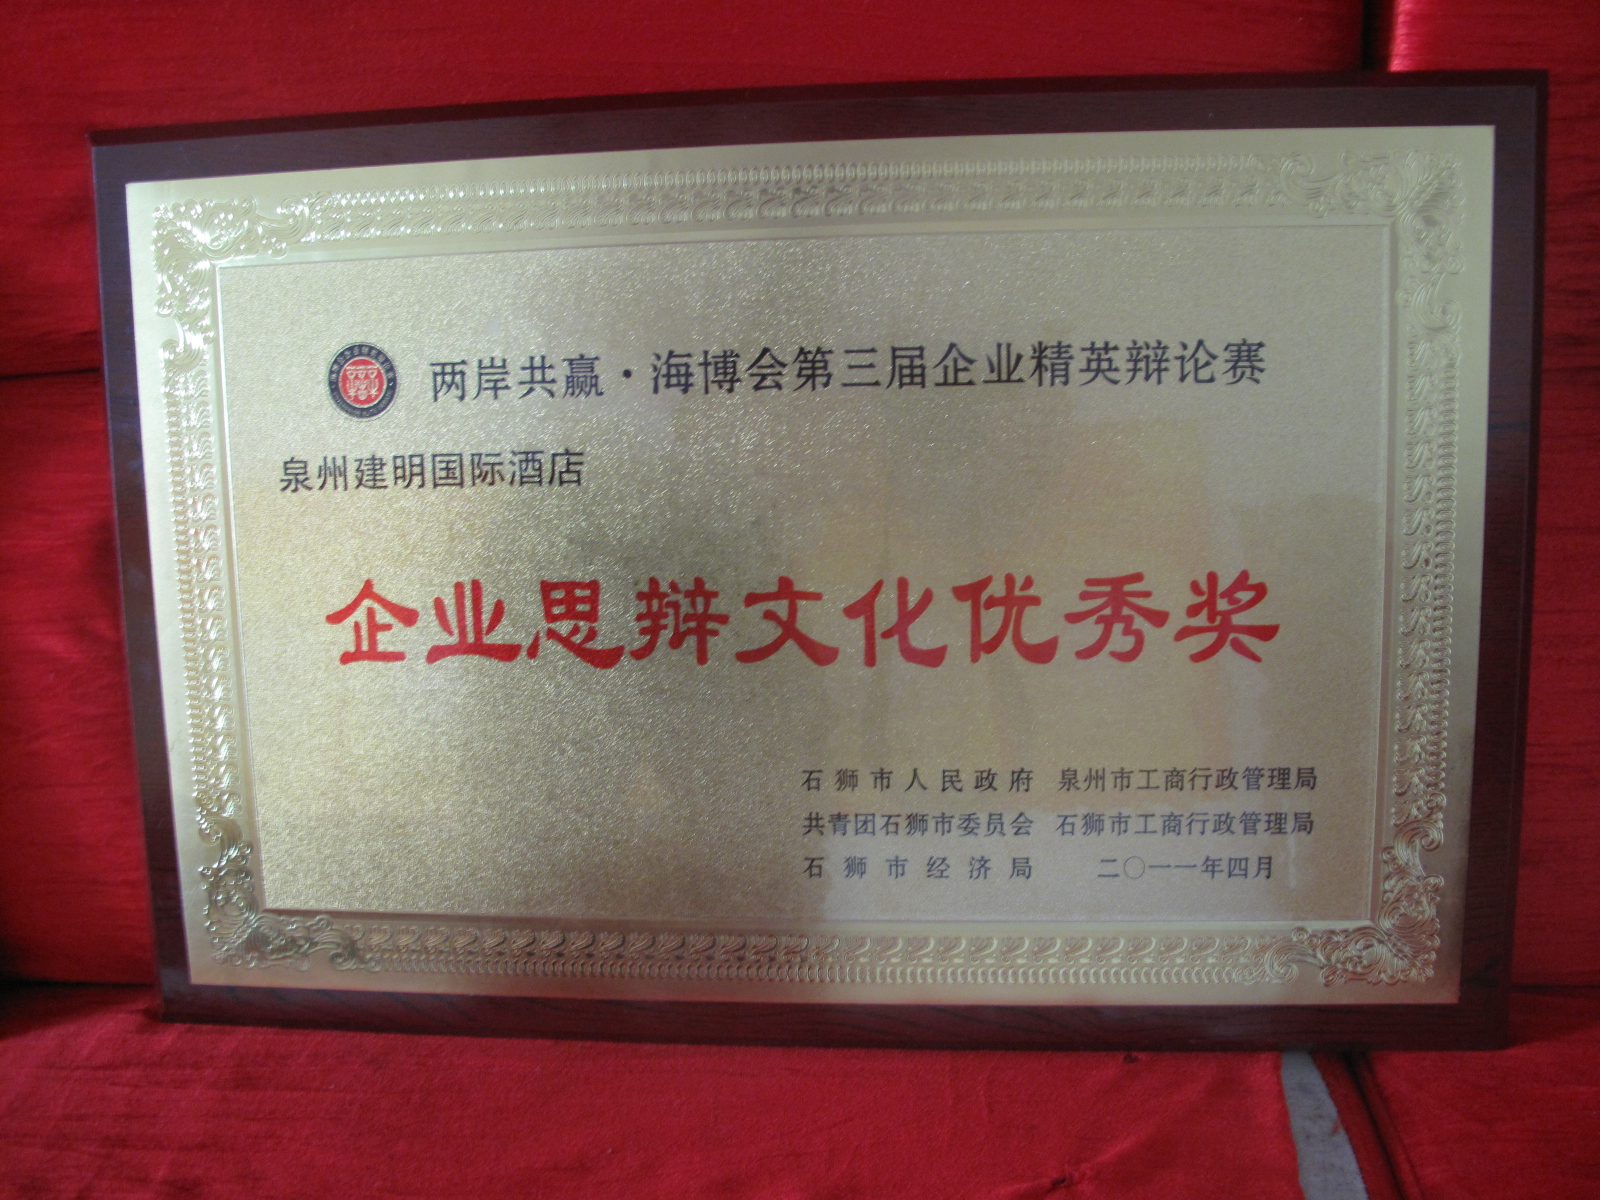 两岸共赢·海博会第三届企业精英辩论赛
泉州建明国际酒店
企业思辩文化优秀奖
石狮市人民政府 泉州市工商行政管理局
共青团石狮市委员会 石狮市工商行政管理局
石狮市经济局 二〇一一年四月